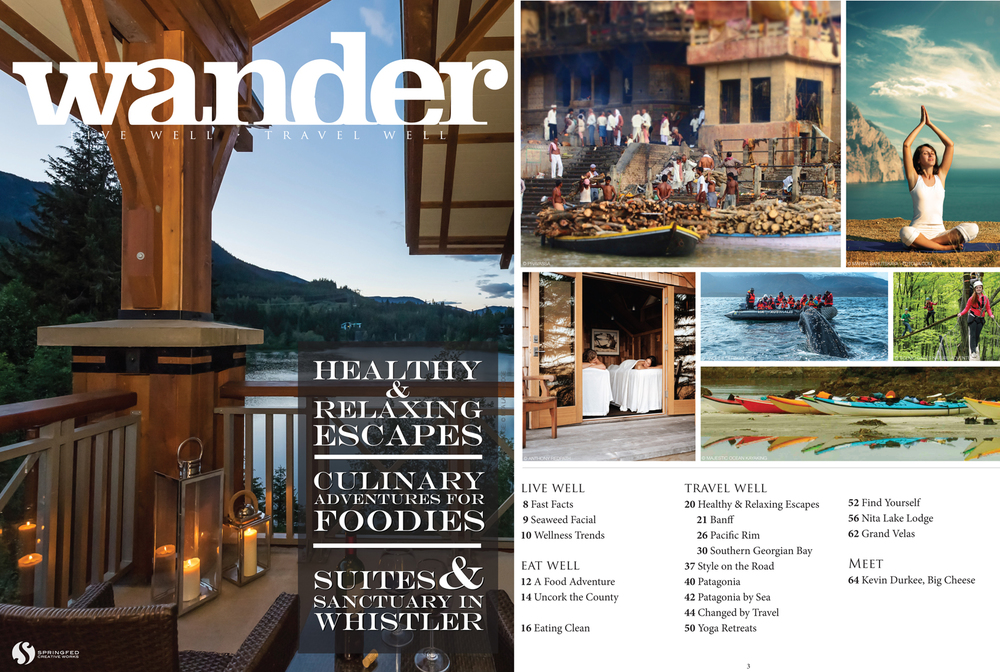 wander
LIVE WELL · TRAVEL WELL
HEALTHY
&
RELAXING
ESCAPES
CULINARY
ADVENTURES FOR
FOODIES
SUITES &
SANCTUARY IN
WHISTLER
SPRINGFED
CREATIVE WORKS
LIVE WELL
8 Fast Facts
9 Seaweed Facial
10 Wellness Trends
EAT WELL
12 A Food Adventure
14 Uncork the County
16 Eating Clean
TRAVEL WELL
20 Healthy & Relaxing Escapes
21 Banff
26 Pacific Rim
30 Southern Georgian Bay
37 Style on the Road
40 Patagonia
42 Patagonia by Sea
44 Changed by Travel
50 Yoga Retreats
52 Find Yourself
56 Nita Lake Lodge
62 Grand Velas
MEET
64 Kevin Durkee, Big Cheese
3